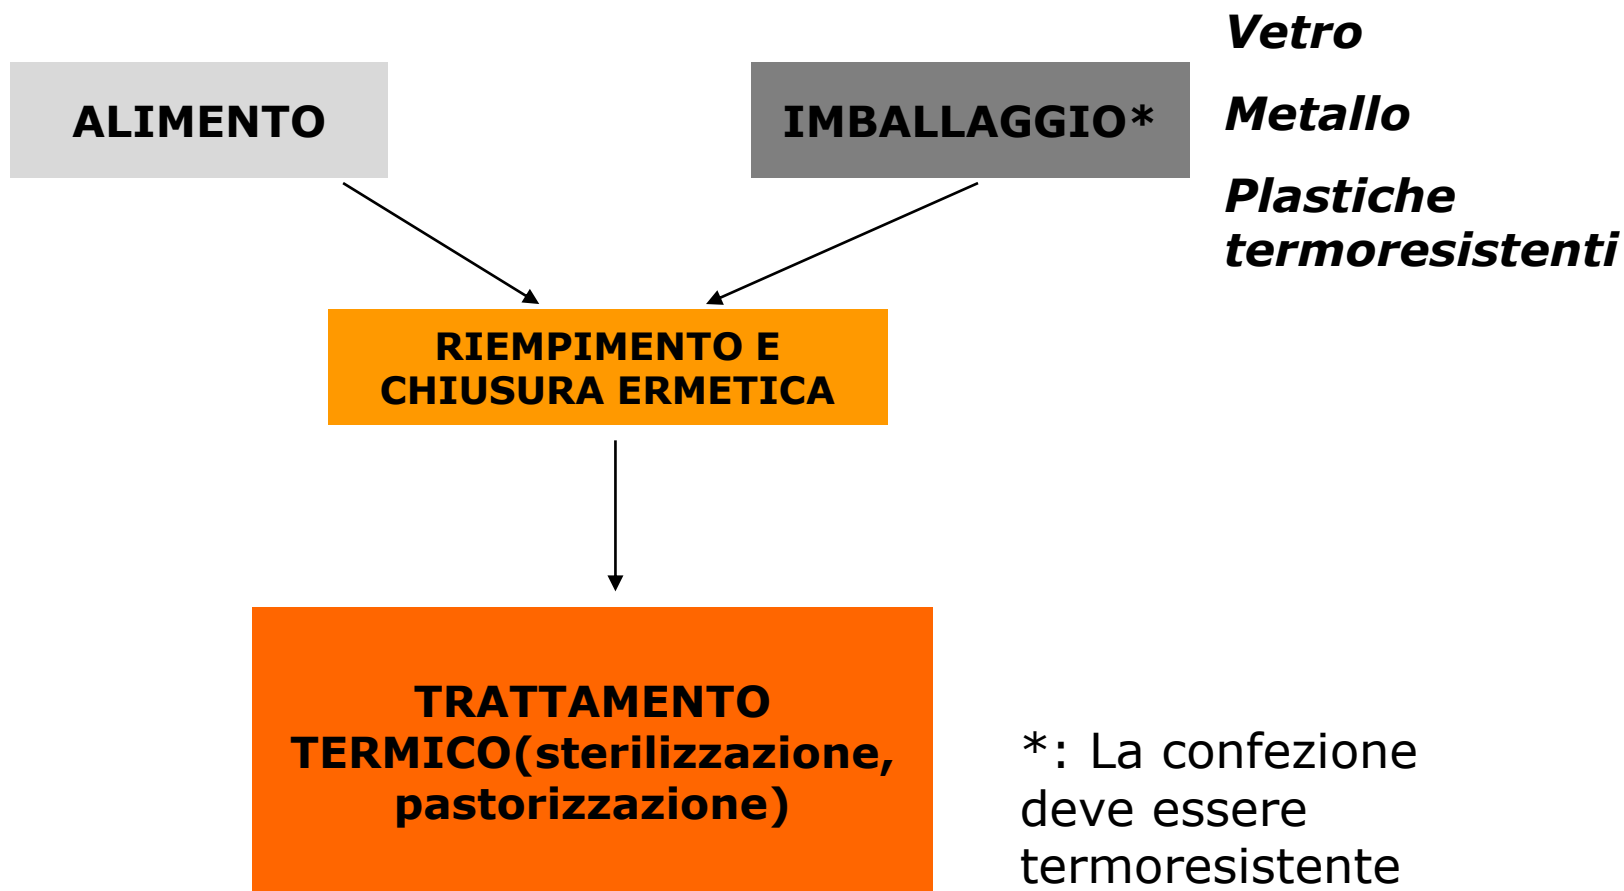 ALIMENTO
IMBALLAGGIO*
Vetro
Metallo
Plastiche
termoresistenti
RIEMPIMENTO E
CHIUSURA ERMETICA
TRATTAMENTO
TERMICO(sterilizzazione,
pastorizzazione)
*: La confezione
deve essere
termoresistente